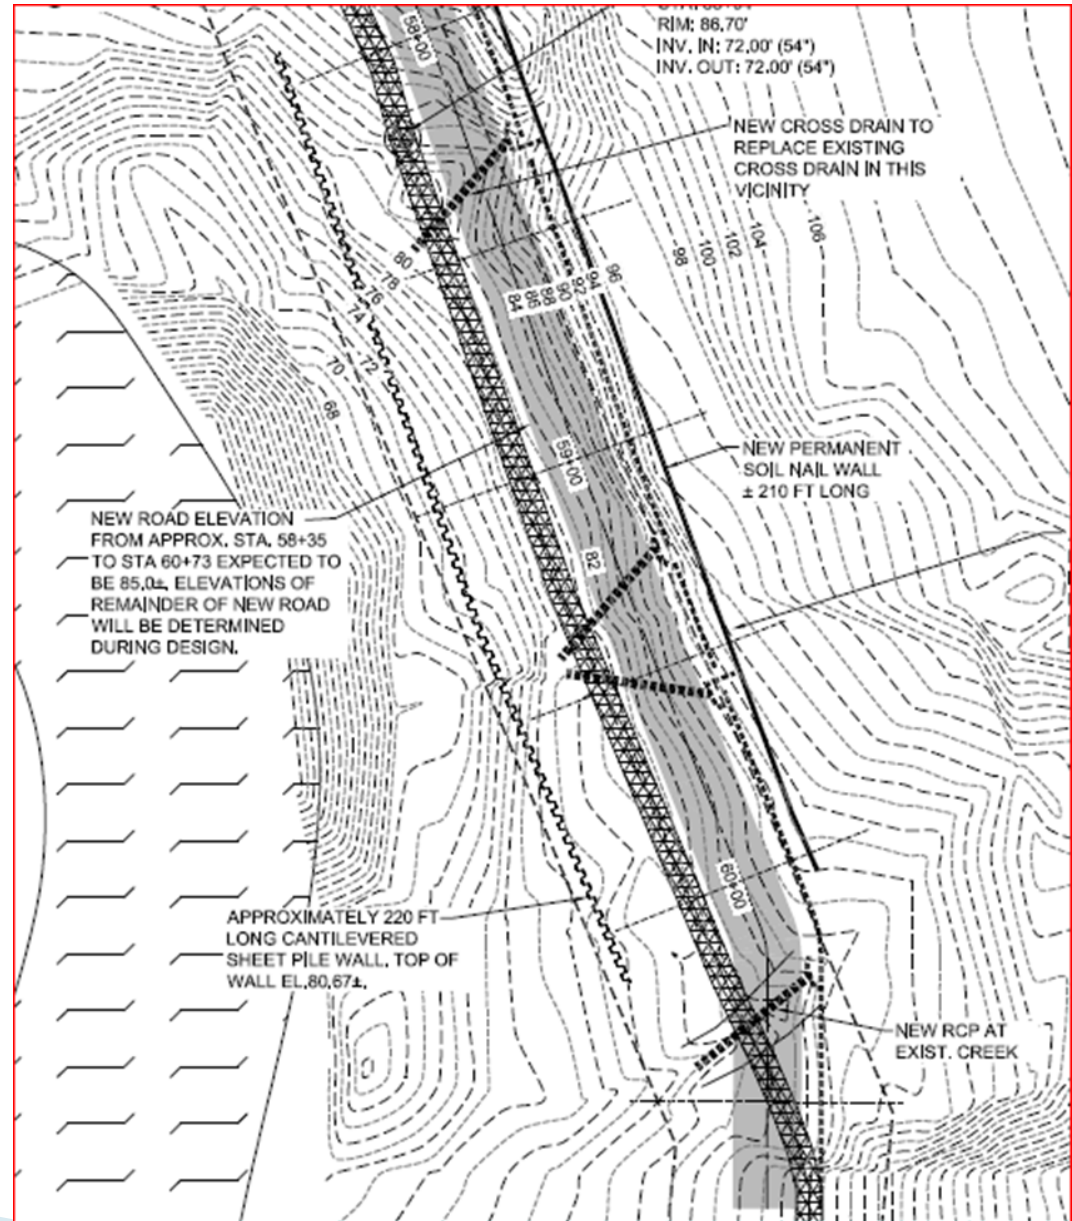 58+00
RIM: 86.70'
INV. IN: 72.00' (54")
INV. OUT: 72.00' (54")
NEW CROSS DRAIN TO
REPLACE EXISTING
CROSS DRAIN IN THIS
VICINITY
80
78
76
74
72
70
68
84
86
88
90
92
94
96
98
100
102
104
106
59+00
NEW PERMANENT
SOIL NAIL WALL
± 210 FT LONG
NEW ROAD ELEVATION
FROM APPROX. STA. 58+35
TO STA 60+73 EXPECTED TO
BE 85.0±. ELEVATIONS OF
REMAINDER OF NEW ROAD
WILL BE DETERMINED
DURING DESIGN.
82
60+00
APPROXIMATELY 220 FT
LONG CANTILEVERED
SHEET PILE WALL. TOP OF
WALL EL.80.67±.
NEW RCP AT
EXIST. CREEK